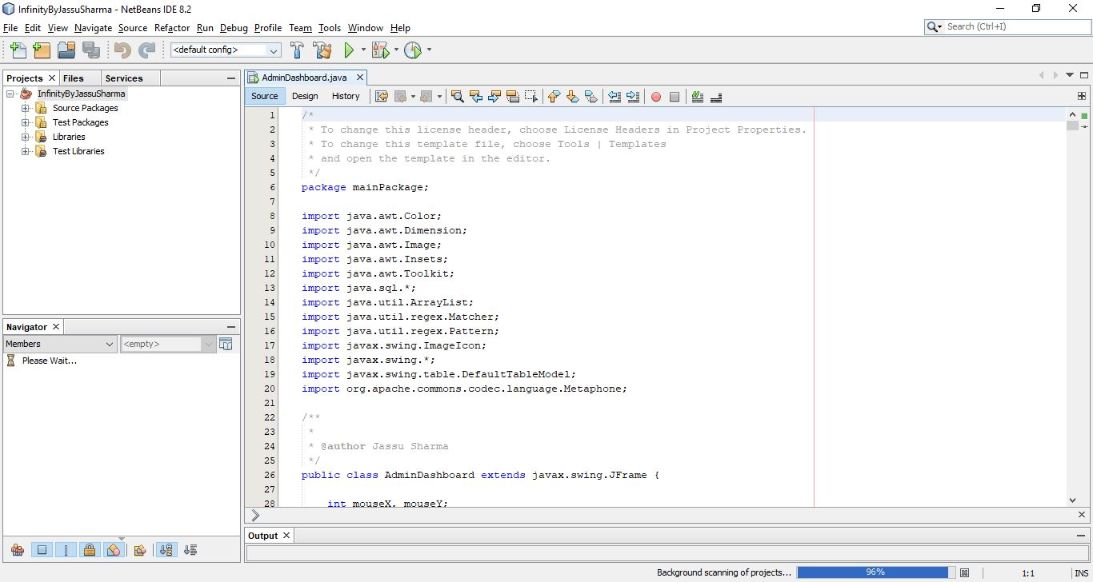 InfinityByJassuSharma - NetBeans IDE 8.2
File Edit View Navigate Source Refactor Run Debug Profile Team Tools Window Help
Search (Ctrl+I)
<default config>
Projects Files Services
InfinityByJassuSharma
Source Packages
Test Packages
Libraries
Test Libraries
Navigator
Members <empty>
Please Wait...
AdminDashboard.java
Source Design History
1 /*
2 * To change this license header, choose License Headers in Project Properties.
3 * To change this template file, choose Tools | Templates
4 * and open the template in the editor.
5 */
6 package mainPackage;
7
8 import java.awt.Color;
9 import java.awt.Dimension;
10 import java.awt.Image;
11 import java.awt.Insets;
12 import java.awt.Toolkit;
13 import java.sql.*;
14 import java.util.ArrayList;
15 import java.util.regex.Matcher;
16 import java.util.regex.Pattern;
17 import javax.swing.ImageIcon;
18 import javax.swing.*;
19 import javax.swing.table.DefaultTableModel;
20 import org.apache.commons.codec.language.Metaphone;
21
22 /**
23 *
24 * @author Jassu Sharma
25 */
26 public class AdminDashboard extends javax.swing.JFrame {
27
28 int mouseX, mouseY;
Output
Background scanning of projects... 96% 1:1 INS